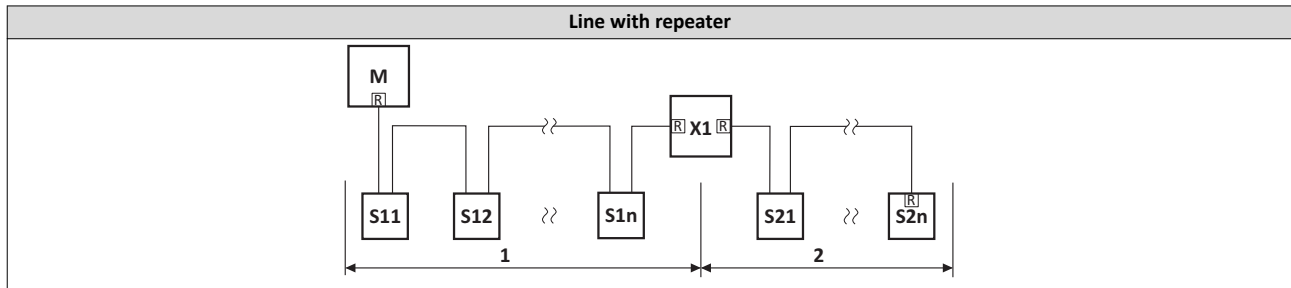 Line with repeater
M
R
R X1 R
R
S11 S12 S1n S21 S2n
1 2